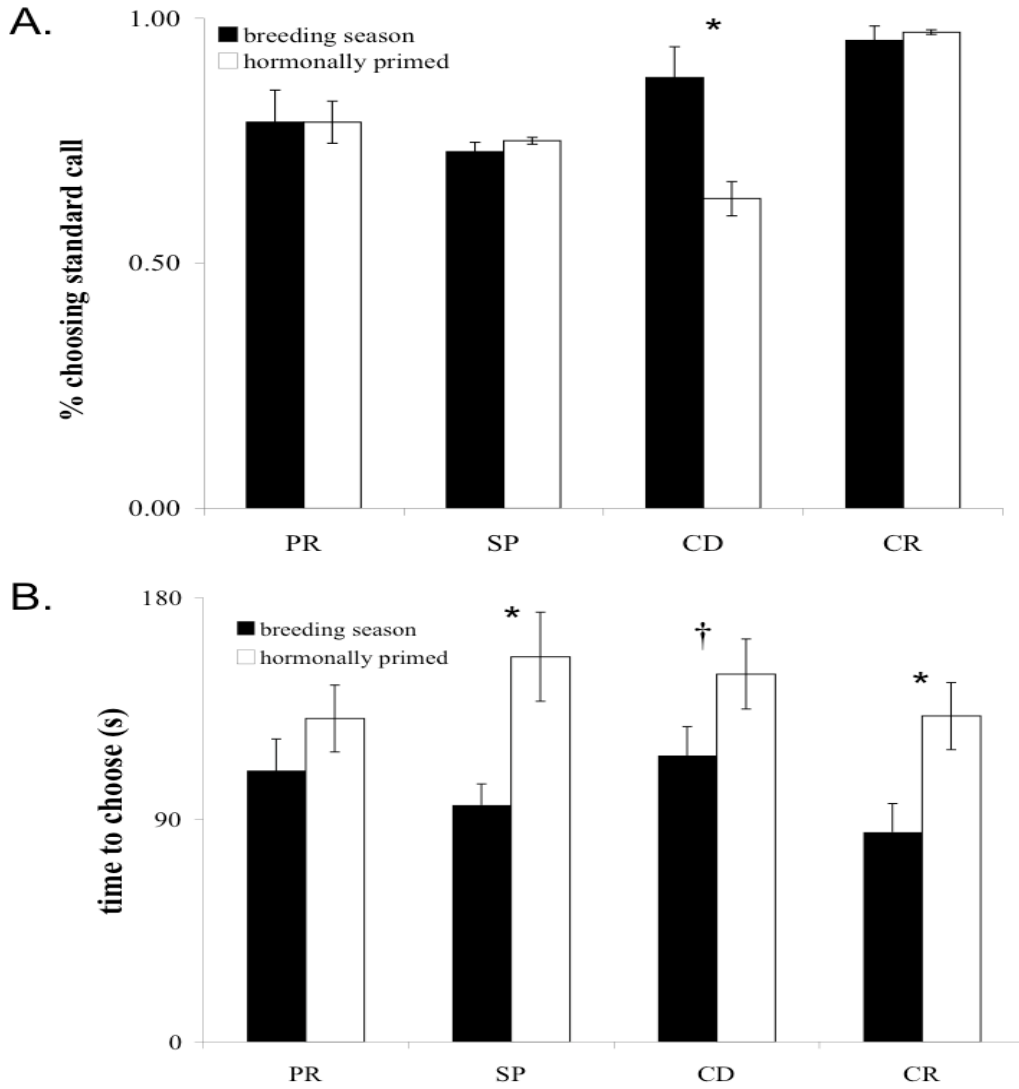 A.
1.00
*
breeding season
hormonally primed
% choosing standard call
0.50
0.00
PR SP CD CR
B.
180
*
†
*
breeding season
hormonally primed
time to choose (s)
90
0
PR SP CD CR